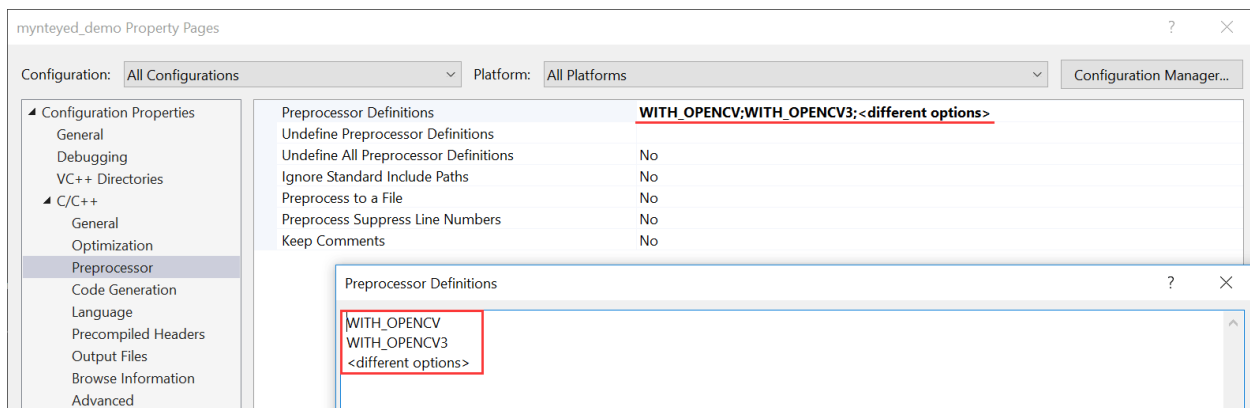 mynteyed_demo Property Pages
Configuration: All Configurations Platform: All Platforms Configuration Manager...
Configuration Properties
General
Debugging
VC++ Directories
C/C++
General
Optimization
Preprocessor
Code Generation
Language
Precompiled Headers
Output Files
Browse Information
Advanced
Preprocessor Definitions WITH_OPENCV;WITH_OPENCV3;<different options>
Undefine Preprocessor Definitions
Undefine All Preprocessor Definitions No
Ignore Standard Include Paths No
Preprocess to a File No
Preprocess Suppress Line Numbers No
Keep Comments No
Preprocessor Definitions
WITH_OPENCV
WITH_OPENCV3
<different options>